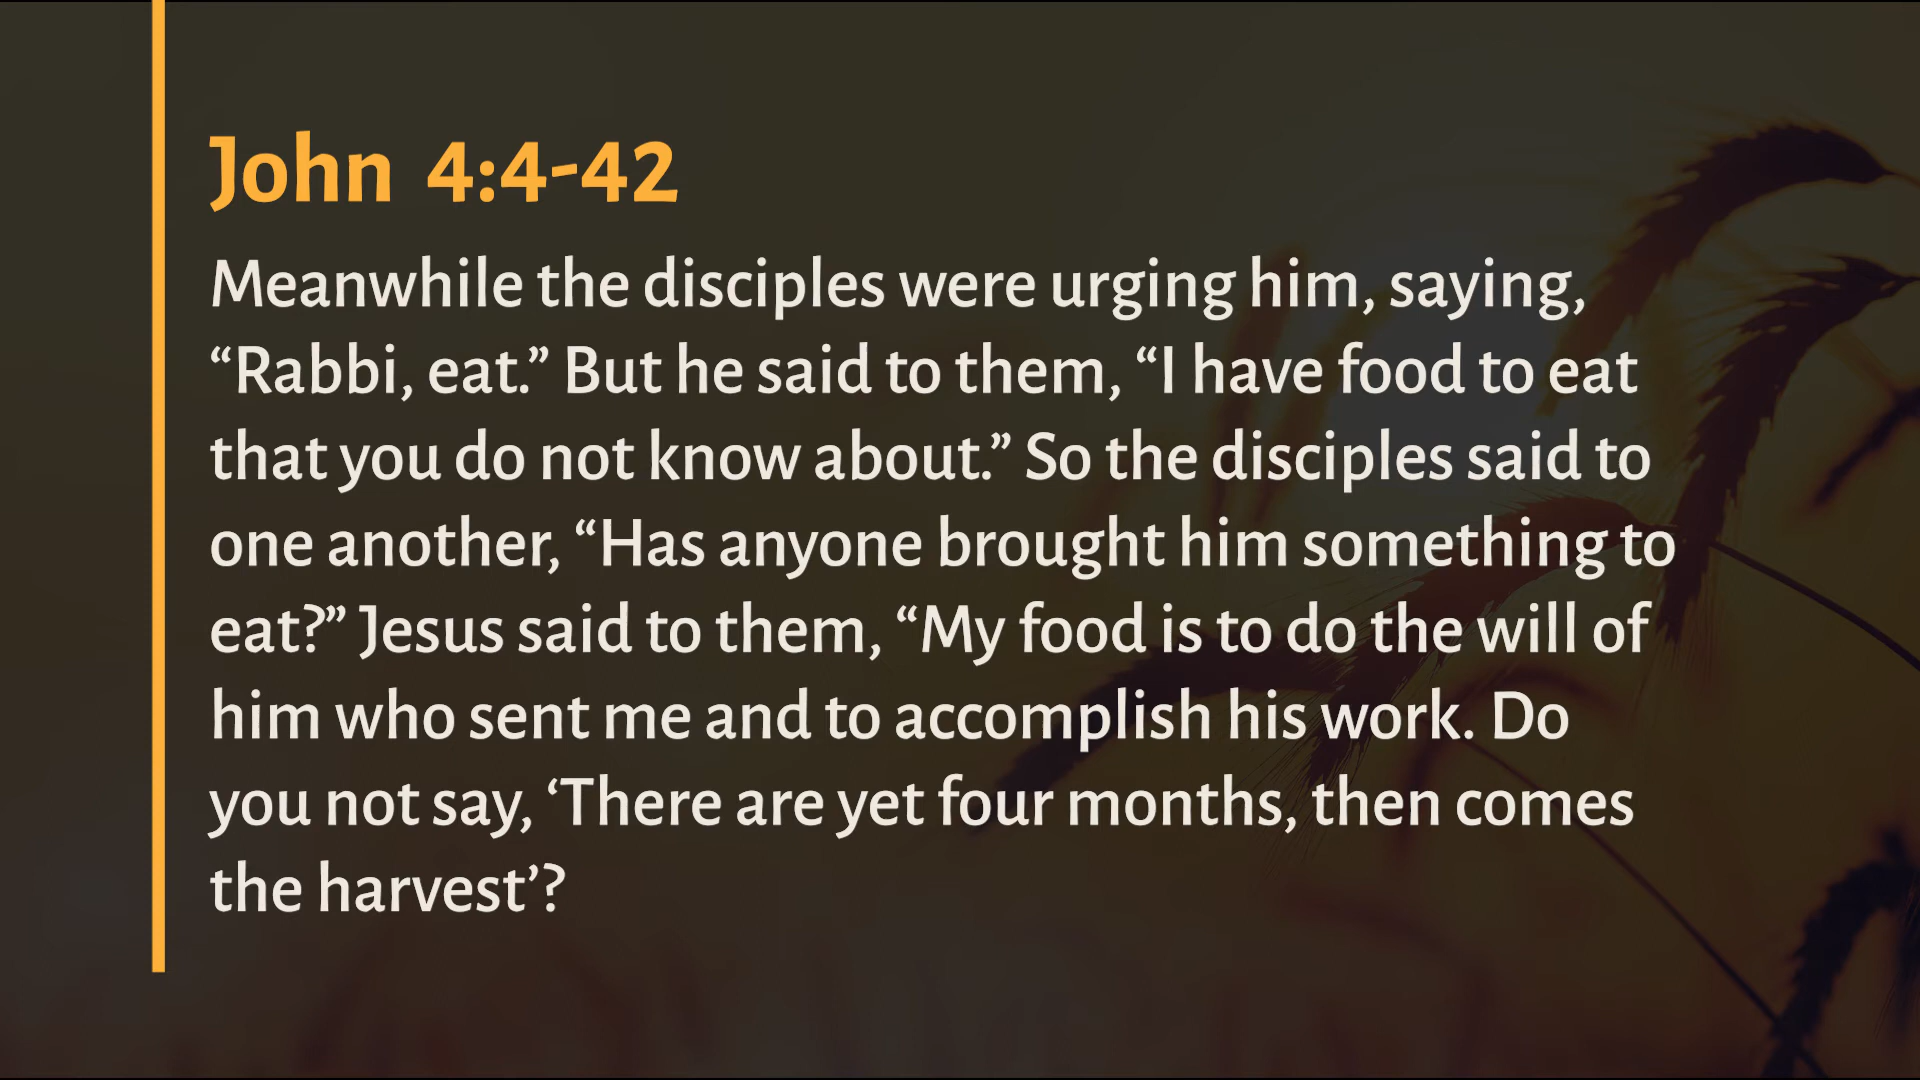 John 4:4-42
Meanwhile the disciples were urging him, saying,
“Rabbi, eat.” But he said to them, “I have food to eat
that you do not know about.” So the disciples said to
one another, “Has anyone brought him something to
eat?” Jesus said to them, “My food is to do the will of
him who sent me and to accomplish his work. Do
you not say, ‘There are yet four months, then comes
the harvest’?